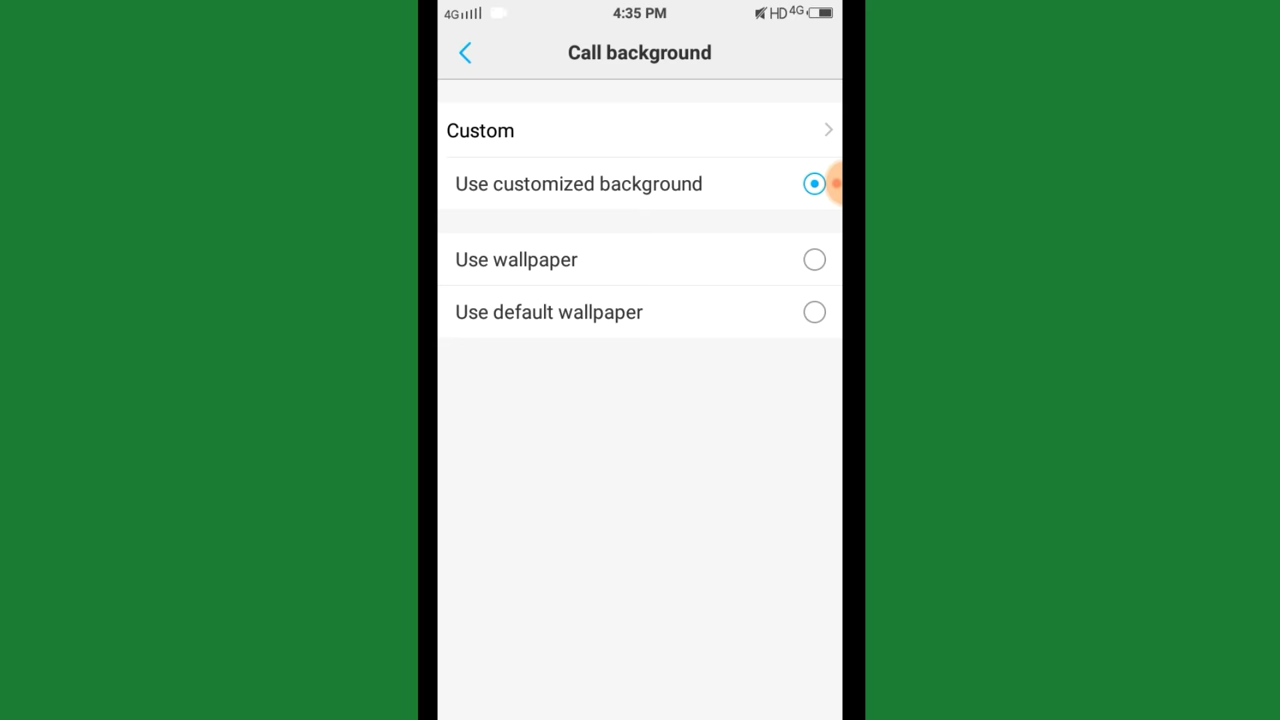 4G 4:35 PM HD 4G
Call background
Custom
Use customized background
Use wallpaper
Use default wallpaper